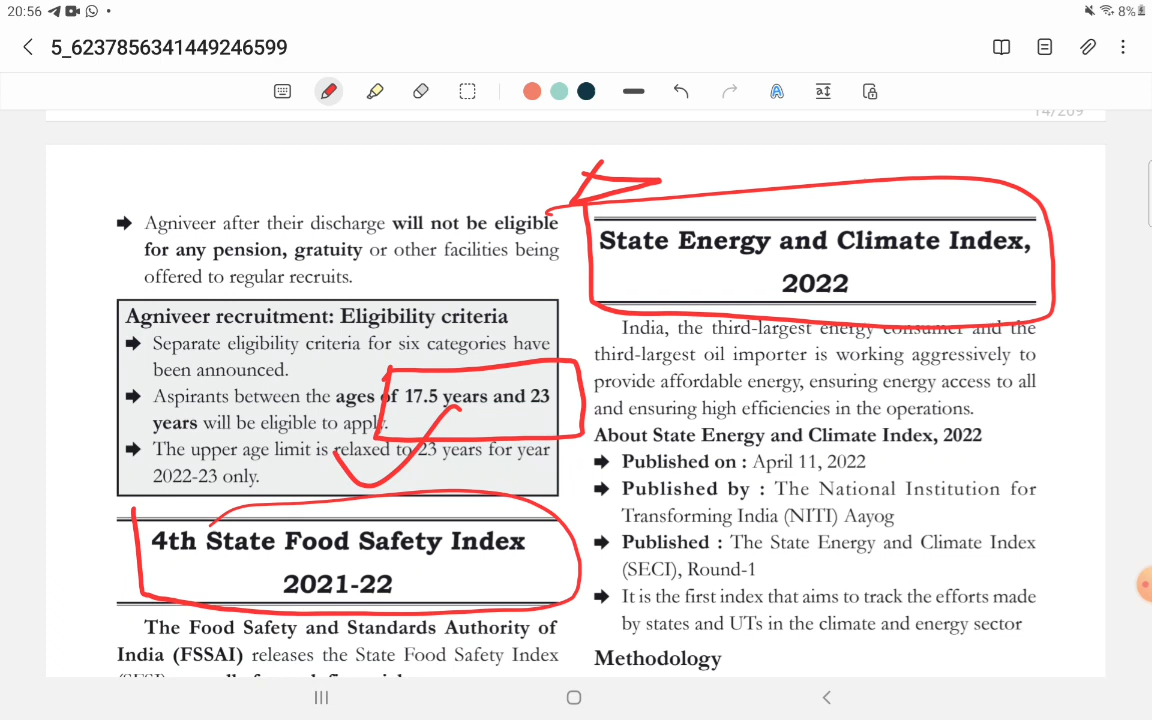 20:56
8%
5_6237856341449246599
14/209
➔ Agniveer after their discharge will not be eligible
for any pension, gratuity or other facilities being
offered to regular recruits.
Agniveer recruitment: Eligibility criteria
➔ Separate eligibility criteria for six categories have
been announced.
➔ Aspirants between the ages of 17.5 years and 23
years will be eligible to apply.
➔ The upper age limit is relaxed to 23 years for year
2022-23 only.
4th State Food Safety Index
2021-22
The Food Safety and Standards Authority of
India (FSSAI) releases the State Food Safety Index
State Energy and Climate Index,
2022
India, the third-largest energy consumer and the
third-largest oil importer is working aggressively to
provide affordable energy, ensuring energy access to all
and ensuring high efficiencies in the operations.
About State Energy and Climate Index, 2022
➔ Published on : April 11, 2022
➔ Published by : The National Institution for
Transforming India (NITI) Aayog
➔ Published : The State Energy and Climate Index
(SECI), Round-1
➔ It is the first index that aims to track the efforts made
by states and UTs in the climate and energy sector
Methodology